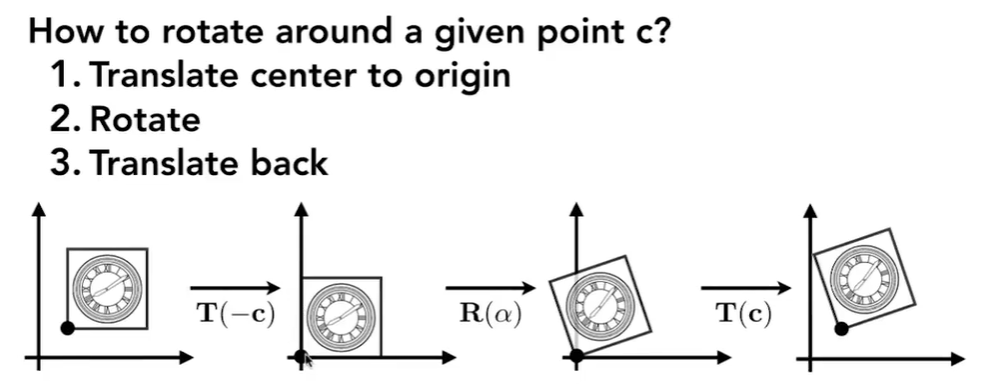 How to rotate around a given point c?
1. Translate center to origin
2. Rotate
3. Translate back
T(−c)
R(α)
T(c)